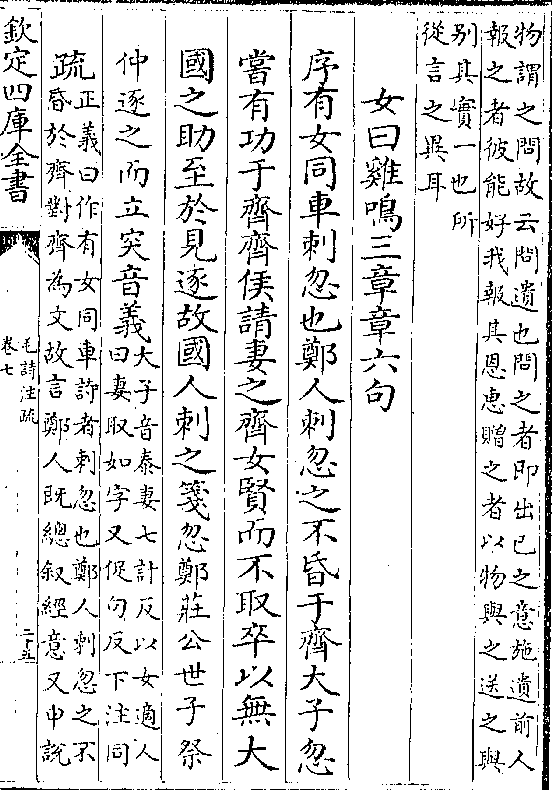 物謂之問故云問遺也問之者即出己之意施遺前人
報之者彼能好我報其恩惠贈之者以物與之送之與
别其實一也所
從言之異耳
女曰雞鳴三章章六句
序有女同車刺忽也鄭人刺忽之不昏于齊大子忽
嘗有功于齊齊侯請妻之齊女賢而不取卒以無大
國之助至於見逐故國人刺之箋忽鄭莊公世子祭
仲逐之而立突音義大子音泰妻七計反以女適人
曰妻取如字又促句反下注同
疏正義曰作有女同車詩者刺忽也鄭人刺忽之不
昏於齊對齊為文故言鄭人既總叙經意又申説
欽定四庫全書
毛詩注疏
卷七
二十五